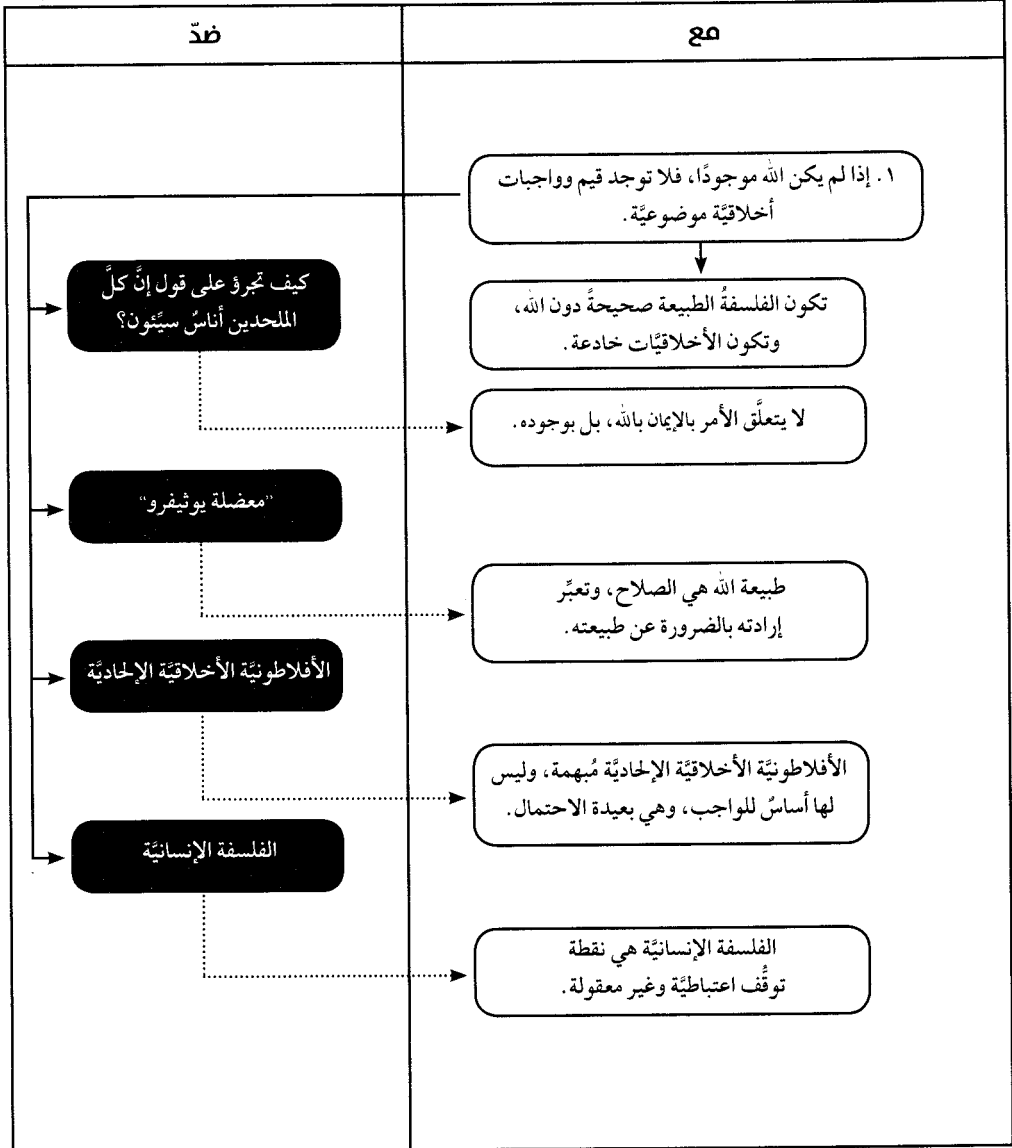 مع
ضدّ
١. إذا لم يكن الله موجودًا، فلا توجد قيم وواجبات
أخلاقيَّة موضوعيَّة.
كيف تجرؤ على قول إنَّ كلَّ
الملحدين أناسٌ سيِّئون؟
تكون الفلسفةُ الطبيعة صحيحةً دون الله،
وتكون الأخلاقيَّات خادعة.
لا يتعلَّق الأمر بالإيمان بالله، بل بوجوده.
“معضلة يوثيفرو”
طبيعة الله هي الصلاح، وتعبِّر
إرادته بالضرورة عن طبيعته.
الأفلاطونيَّة الأخلاقيَّة الإلحاديَّة
الأفلاطونيَّة الأخلاقيَّة الإلحاديَّة مُبهمة، وليس
لها أساسٌ للواجب، وهي بعيدة الاحتمال.
الفلسفة الإنسانيَّة
الفلسفة الإنسانيَّة هي نقطة
توقُّف اعتباطيَّة وغير معقولة.